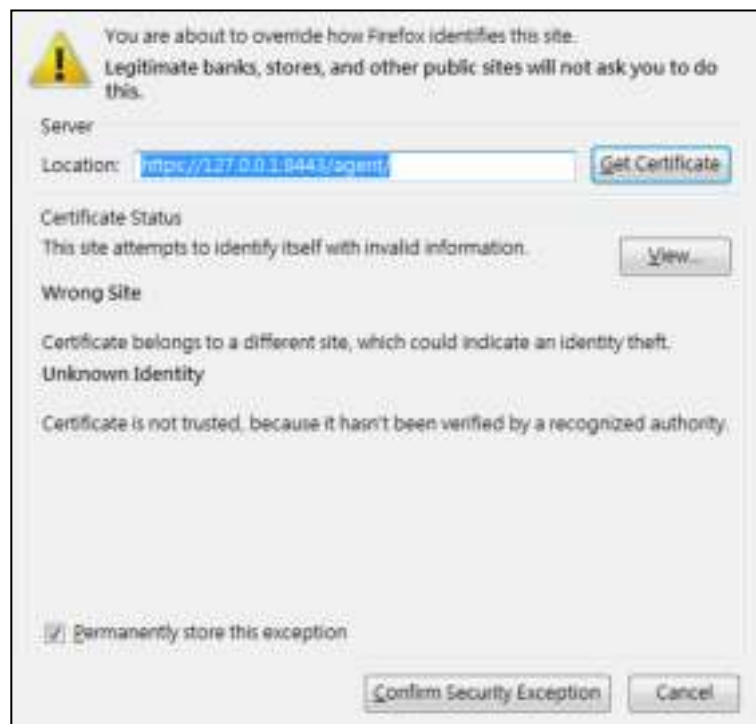 You are about to override how Firefox identifies this site.
Legitimate banks, stores, and other public sites will not ask you to do
this.
Server
Location: https://127.0.0.1:8443/agent/ Get Certificate
Certificate Status
This site attempts to identify itself with invalid information. View...
Wrong Site
Certificate belongs to a different site, which could indicate an identity theft.
Unknown Identity
Certificate is not trusted, because it hasn't been verified by a recognized authority.
Permanently store this exception
Confirm Security Exception Cancel